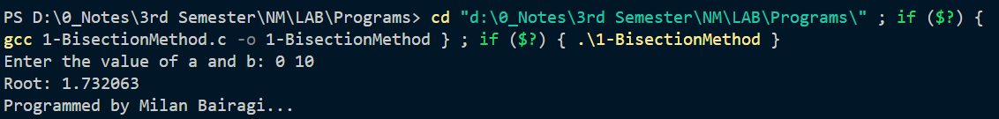 PS D:\0_Notes\3rd Semester\NM\LAB\Programs> cd "d:\0_Notes\3rd Semester\NM\LAB\Programs\" ; if ($?) {
gcc 1-BisectionMethod.c -o 1-BisectionMethod } ; if ($?) { .\1-BisectionMethod }
Enter the value of a and b: 0 10
Root: 1.732063
Programmed by Milan Bairagi...